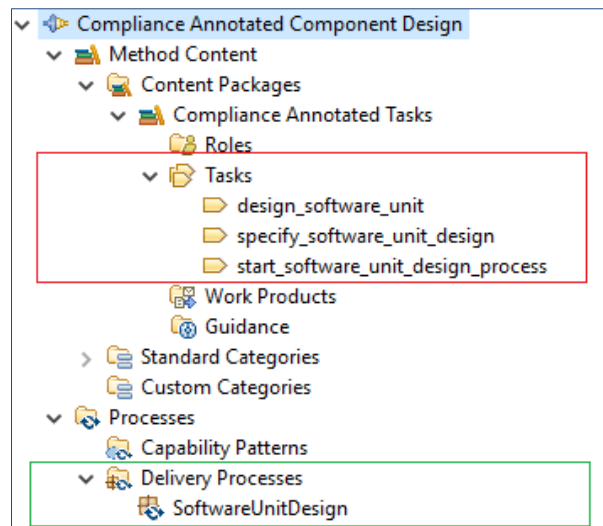 Compliance Annotated Component Design
Method Content
Content Packages
Compliance Annotated Tasks
Roles
Tasks
design_software_unit
specify_software_unit_design
start_software_unit_design_process
Work Products
Guidance
Standard Categories
Custom Categories
Processes
Capability Patterns
Delivery Processes
SoftwareUnitDesign